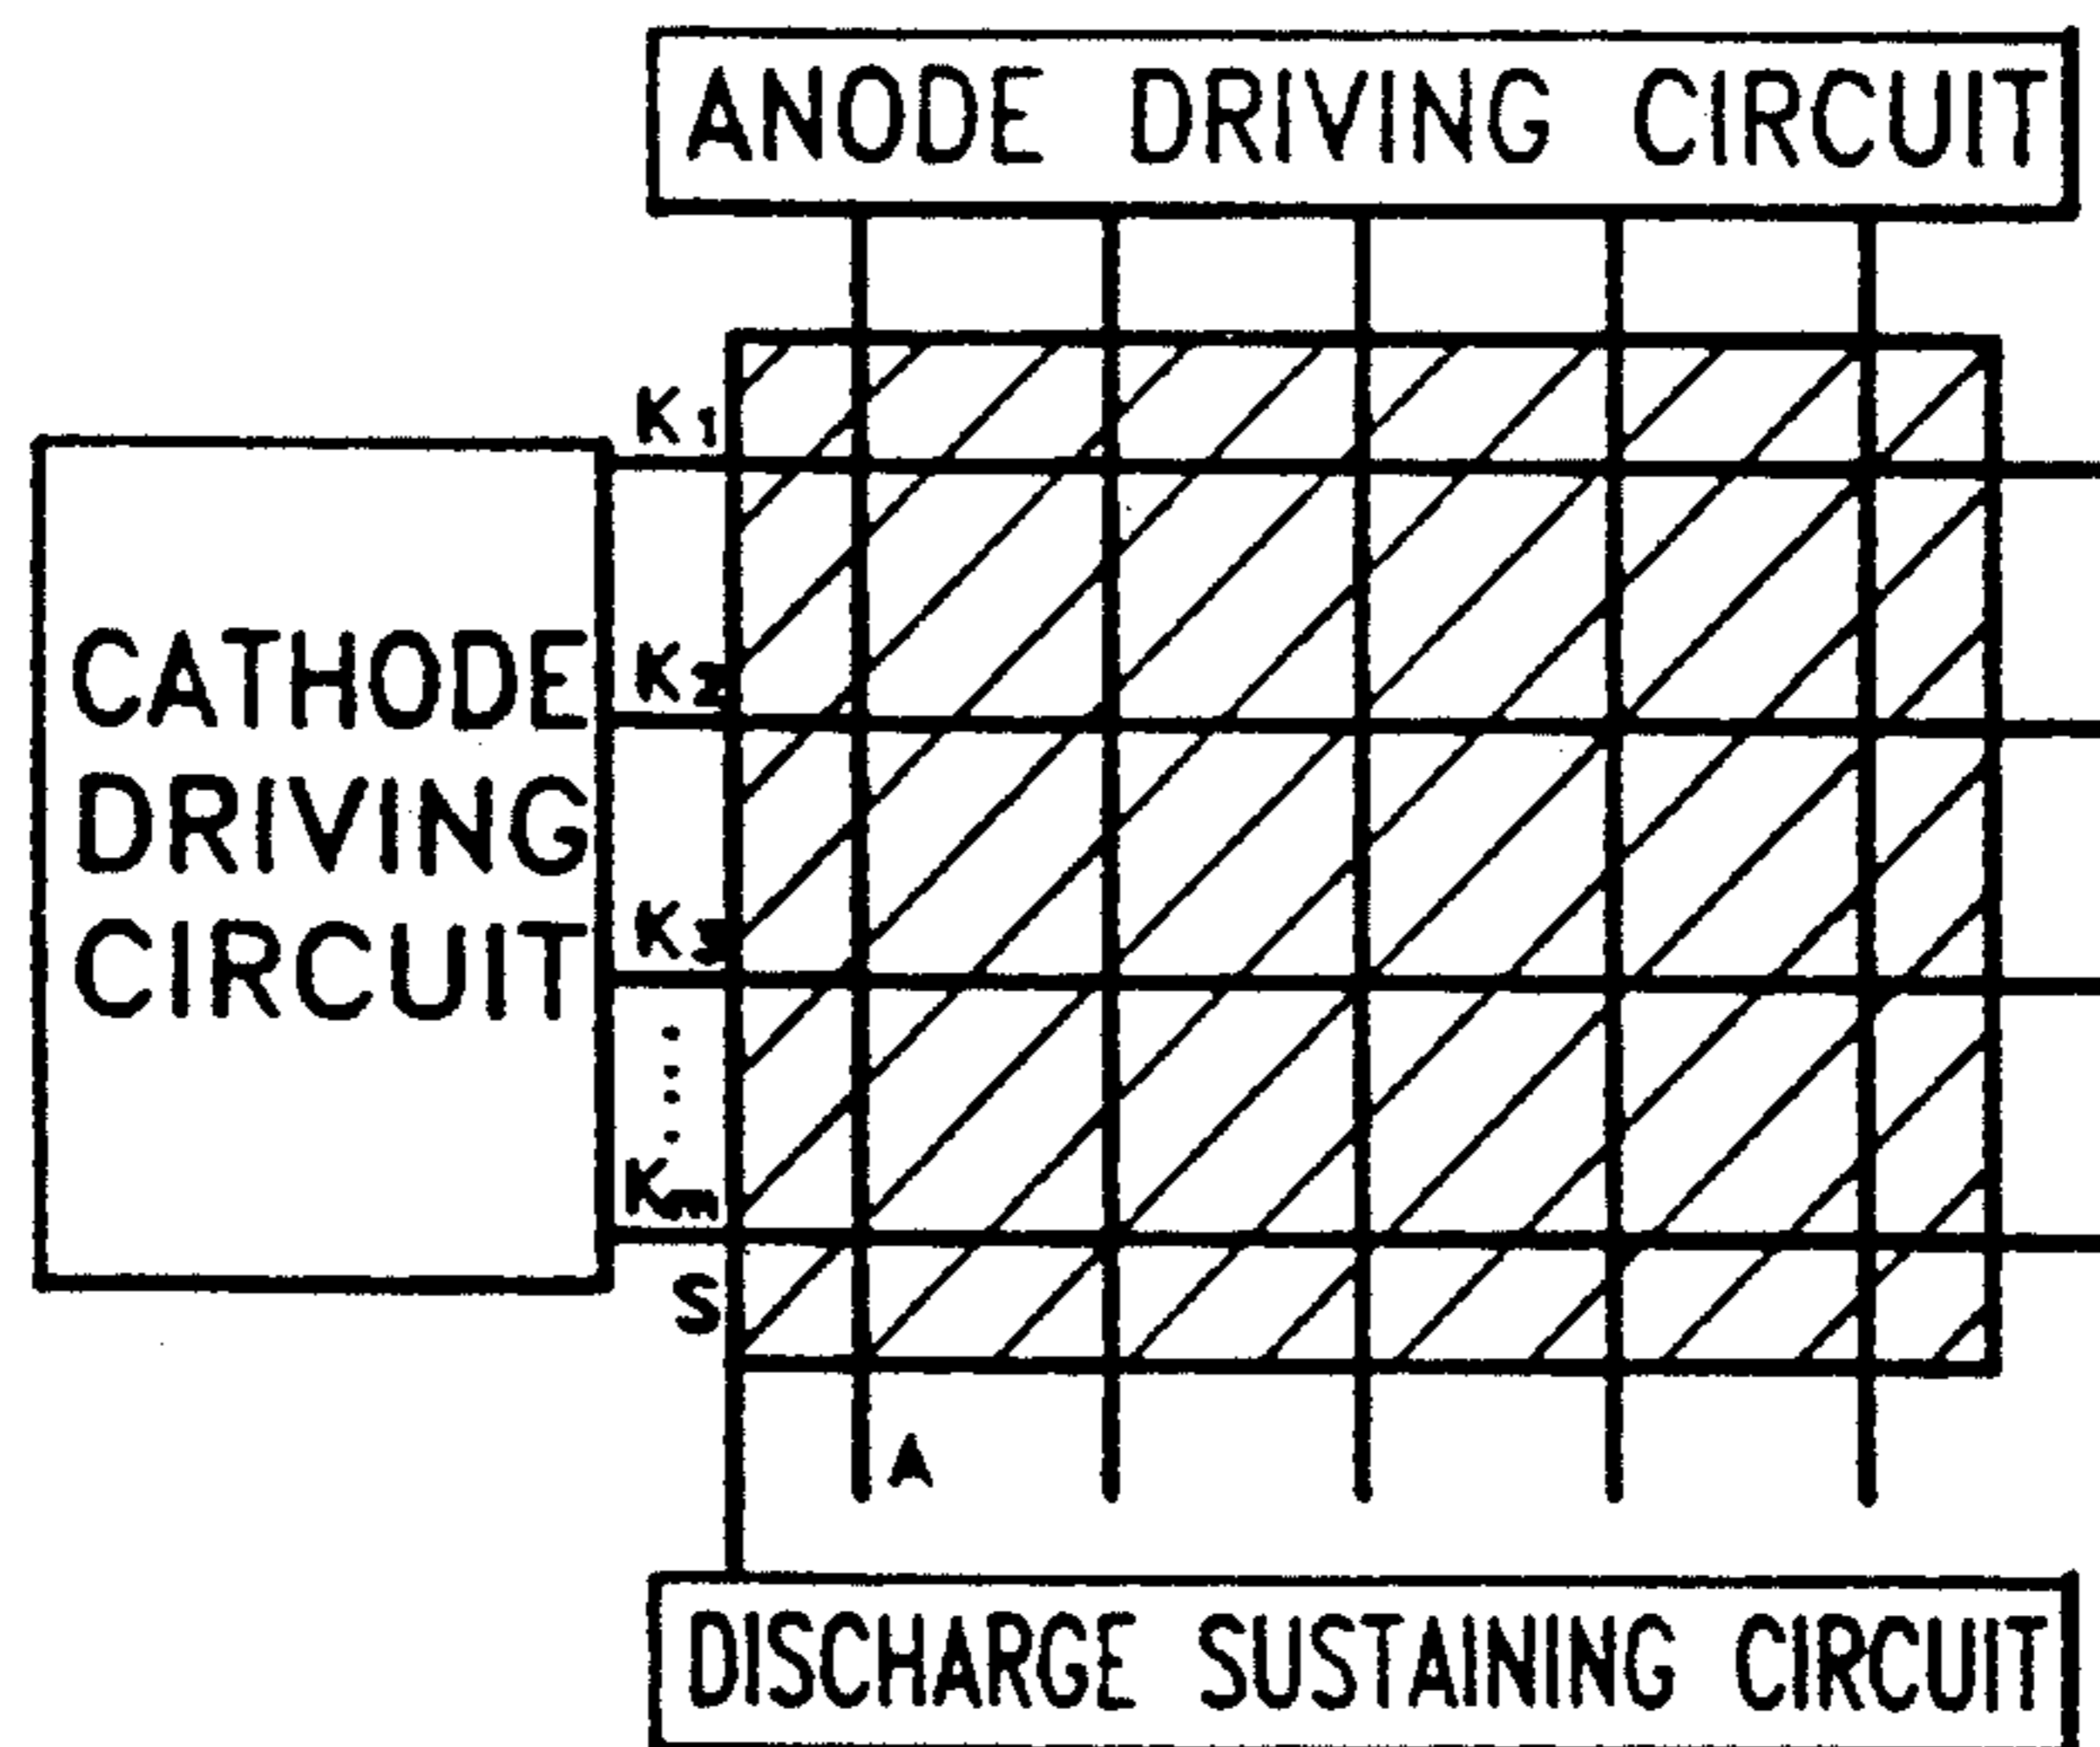 ANODE DRIVING CIRCUIT
K1
K2
CATHODE
DRIVING
CIRCUIT
K3
Km
S
A
DISCHARGE SUSTAINING CIRCUIT